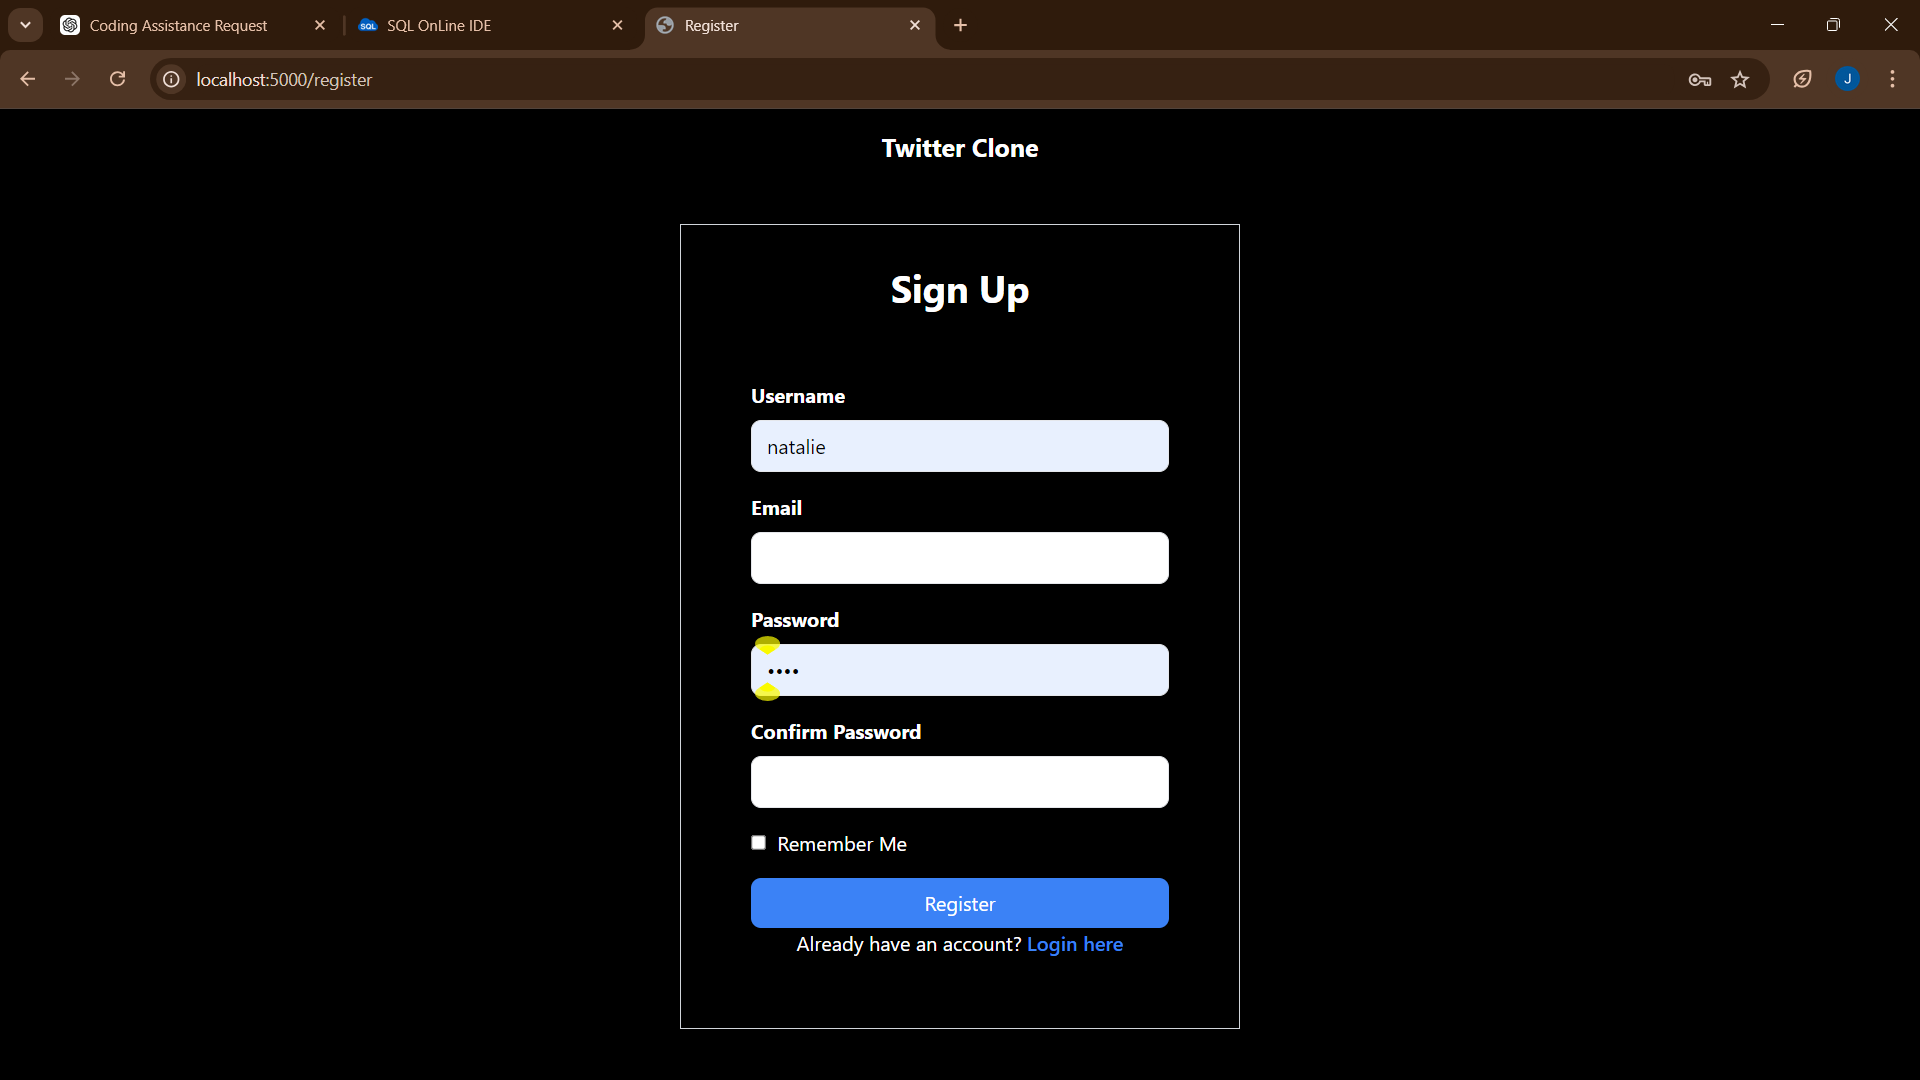 Coding Assistance Request
SQL OnLine IDE
Register
localhost:5000/register
J
Twitter Clone
Sign Up
Username
natalie
Email
Password
••••
Confirm Password
Remember Me
Register
Already have an account? Login here